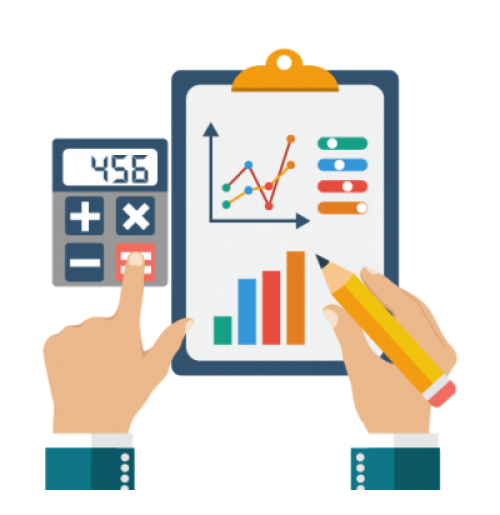 456
+ ×
− =